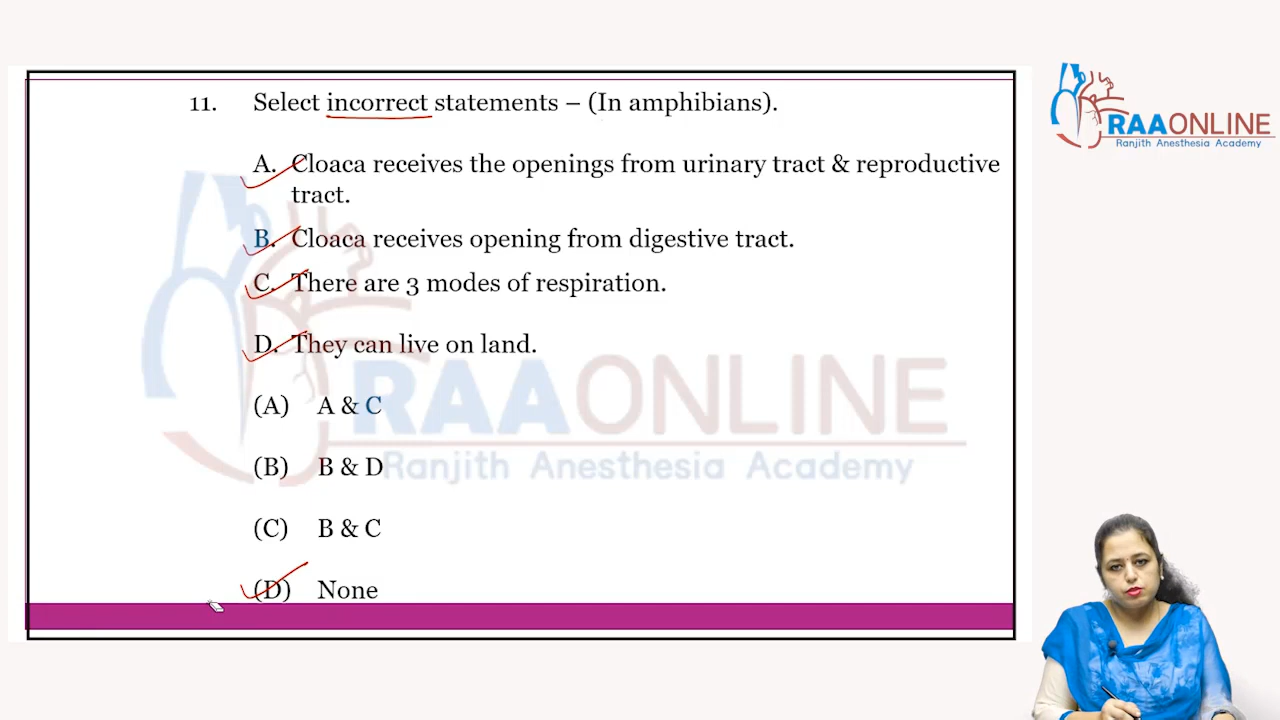 RAAONLINE
Ranjith Anesthesia Academy
11. Select incorrect statements – (In amphibians).
A. Cloaca receives the openings from urinary tract & reproductive
tract.
B. Cloaca receives opening from digestive tract.
C. There are 3 modes of respiration.
D. They can live on land.
(A) A & C
(B) B & D
(C) B & C
(D) None
RAAONLINE
Ranjith Anesthesia Academy